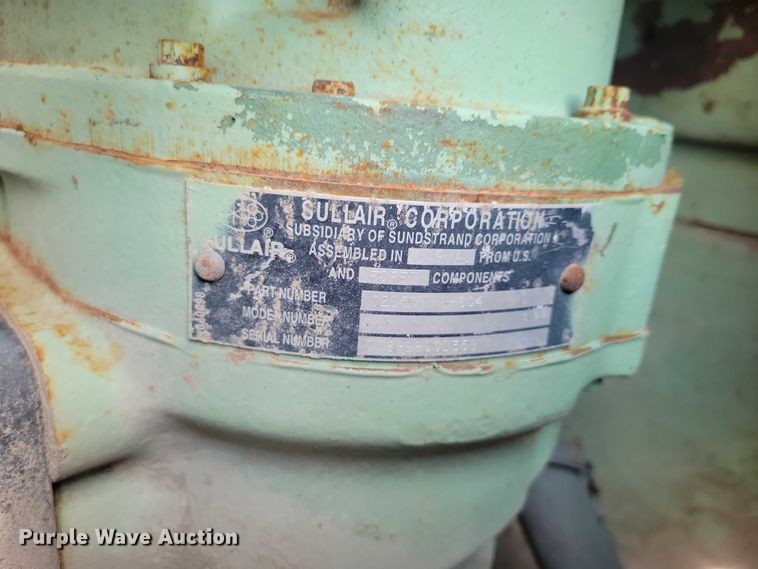 SULLAIR® CORPORATION
SUBSIDIARY OF SUNDSTRAND CORPORATION
SULLAIR®
ASSEMBLED IN FROM U.S.
AND COMPONENTS
PART NUMBER
MODEL NUMBER
SERIAL NUMBER
Purple Wave Auction®